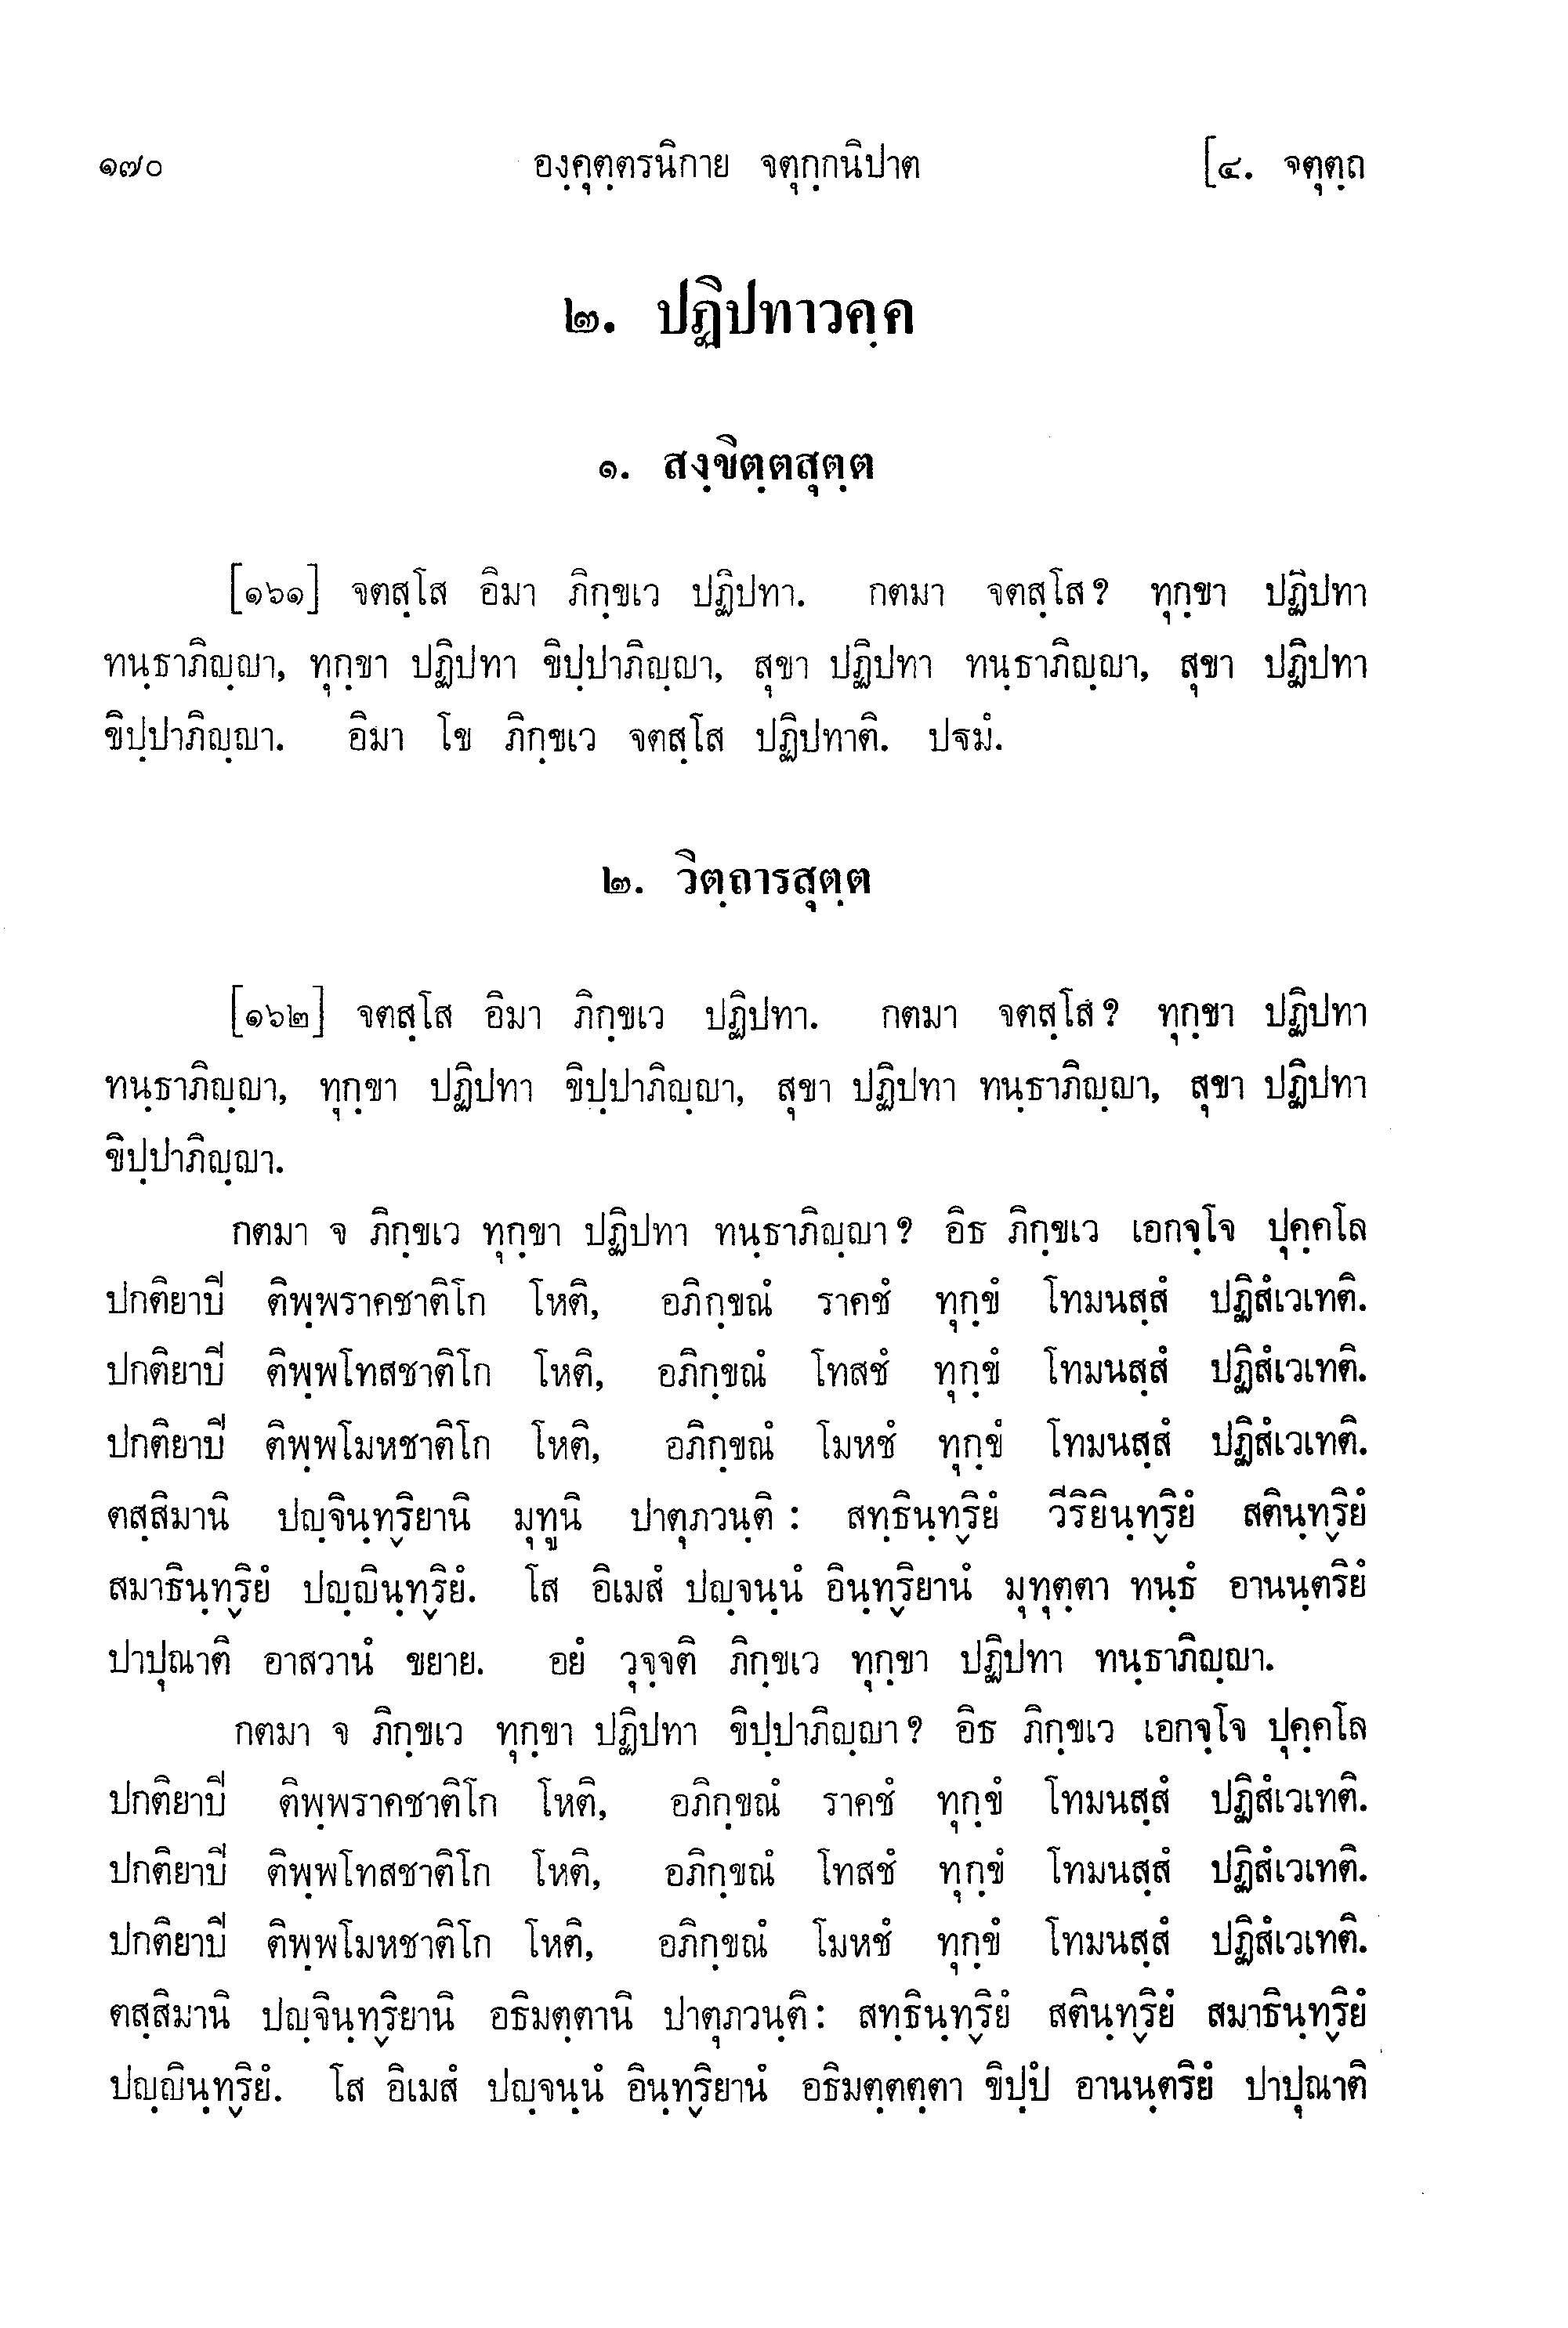 ๑๗๐ องฺคุตฺตรนิกาย จตุกฺกนิปาต [๔. จตุตฺถ
๒. ปฏิปทาวคฺค
๑. สงฺขิตฺตสุตฺต
[๑๖๑] จตสฺโส อิมา ภิกฺขเว ปฏิปทา. กตมา จตสฺโส? ทุกฺขา ปฏิปทา
ทนฺธาภิญฺญา, ทุกฺขา ปฏิปทา ขิปฺปาภิญฺญา, สุขา ปฏิปทา ทนฺธาภิญฺญา, สุขา ปฏิปทา
ขิปฺปาภิญฺญา. อิมา โข ภิกฺขเว จตสฺโส ปฏิปทาติ. ปฐมํ.
๒. วิตฺถารสุตฺต
[๑๖๒] จตสฺโส อิมา ภิกฺขเว ปฏิปทา. กตมา จตสฺโส? ทุกฺขา ปฏิปทา
ทนฺธาภิญฺญา, ทุกฺขา ปฏิปทา ขิปฺปาภิญฺญา, สุขา ปฏิปทา ทนฺธาภิญฺญา, สุขา ปฏิปทา
ขิปฺปาภิญฺญา.
กตมา จ ภิกฺขเว ทุกฺขา ปฏิปทา ทนฺธาภิญฺญา? อิธ ภิกฺขเว เอกจฺโจ ปุคฺคโล
ปกติยาปี ติพฺพราคชาติโก โหติ, อภิกฺขณํ ราคชํ ทุกฺขํ โทมนสฺสํ ปฏิสํเวเทติ.
ปกติยาปี ติพฺพโทสชาติโก โหติ, อภิกฺขณํ โทสชํ ทุกฺขํ โทมนสฺสํ ปฏิสํเวเทติ.
ปกติยาปี ติพฺพโมหชาติโก โหติ, อภิกฺขณํ โมหชํ ทุกฺขํ โทมนสฺสํ ปฏิสํเวเทติ.
ตสฺสิมานิ ปญฺจินฺทฺริยานิ มุทูนิ ปาตุภวนฺติ: สทฺธินฺทฺริยํ วีริยินฺทฺริยํ สตินฺทฺริยํ
สมาธินฺทฺริยํ ปญฺญินฺทฺริยํ. โส อิเมสํ ปญฺจนฺนํ อินฺทฺริยานํ มุทุตฺตา ทนฺธํ อานนฺตริยํ
ปาปุณาติ อาสวานํ ขยาย. อยํ วุจฺจติ ภิกฺขเว ทุกฺขา ปฏิปทา ทนฺธาภิญฺญา.
กตมา จ ภิกฺขเว ทุกฺขา ปฏิปทา ขิปฺปาภิญฺญา? อิธ ภิกฺขเว เอกจฺโจ ปุคฺคโล
ปกติยาปี ติพฺพราคชาติโก โหติ, อภิกฺขณํ ราคชํ ทุกฺขํ โทมนสฺสํ ปฏิสํเวเทติ.
ปกติยาปี ติพฺพโทสชาติโก โหติ, อภิกฺขณํ โทสชํ ทุกฺขํ โทมนสฺสํ ปฏิสํเวเทติ.
ปกติยาปี ติพฺพโมหชาติโก โหติ, อภิกฺขณํ โมหชํ ทุกฺขํ โทมนสฺสํ ปฏิสํเวเทติ.
ตสฺสิมานิ ปญฺจินฺทฺริยานิ อธิมตฺตานิ ปาตุภวนฺติ: สทฺธินฺทฺริยํ สตินฺทฺริยํ สมาธินฺทฺริยํ
ปญฺญินฺทฺริยํ. โส อิเมสํ ปญฺจนฺนํ อินฺทฺริยานํ อธิมตฺตตฺตา ขิปฺปํ อานนฺตริยํ ปาปุณาติ